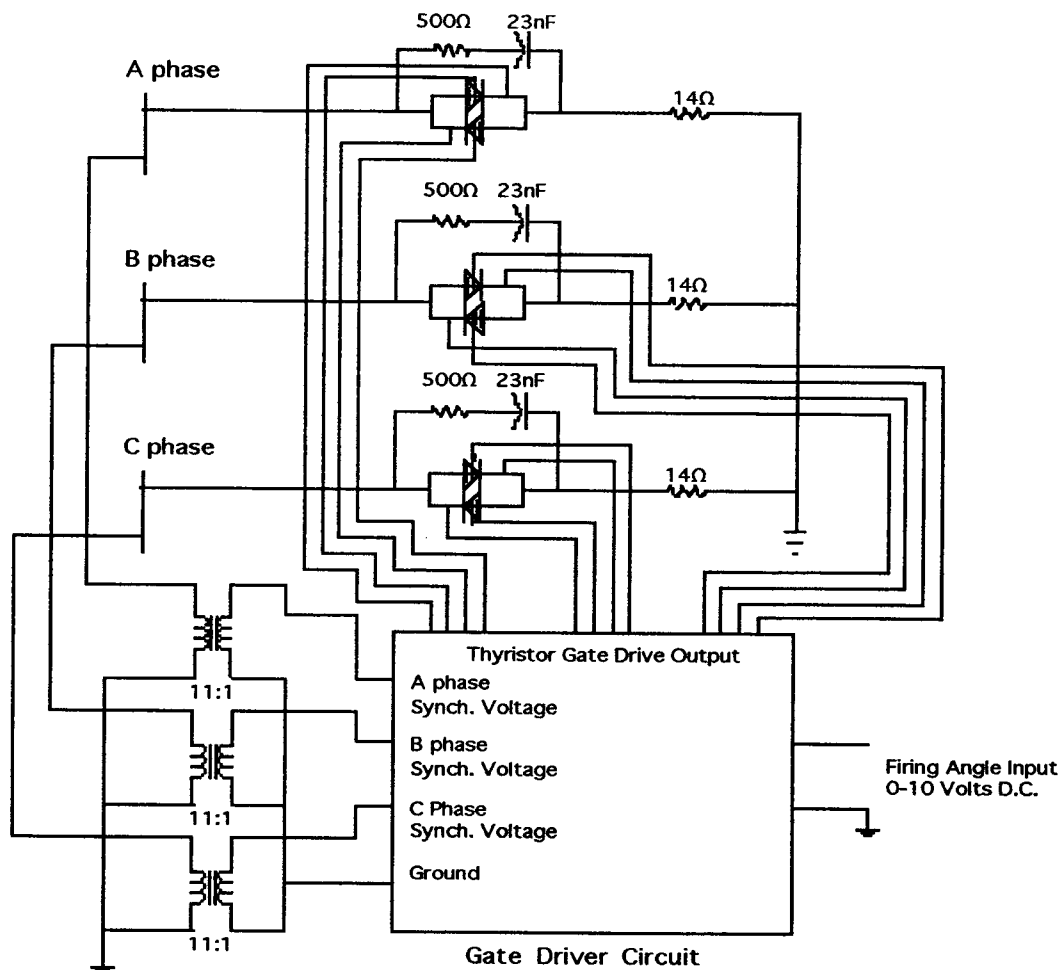 500Ω 23nF
A phase
14Ω
500Ω 23nF
B phase
14Ω
500Ω 23nF
C phase
14Ω
Thyristor Gate Drive Output
11:1
A phase
Synch. Voltage
B phase
Synch. Voltage
Firing Angle Input
0-10 Volts D.C.
11:1
C Phase
Synch. Voltage
Ground
11:1
Gate Driver Circuit